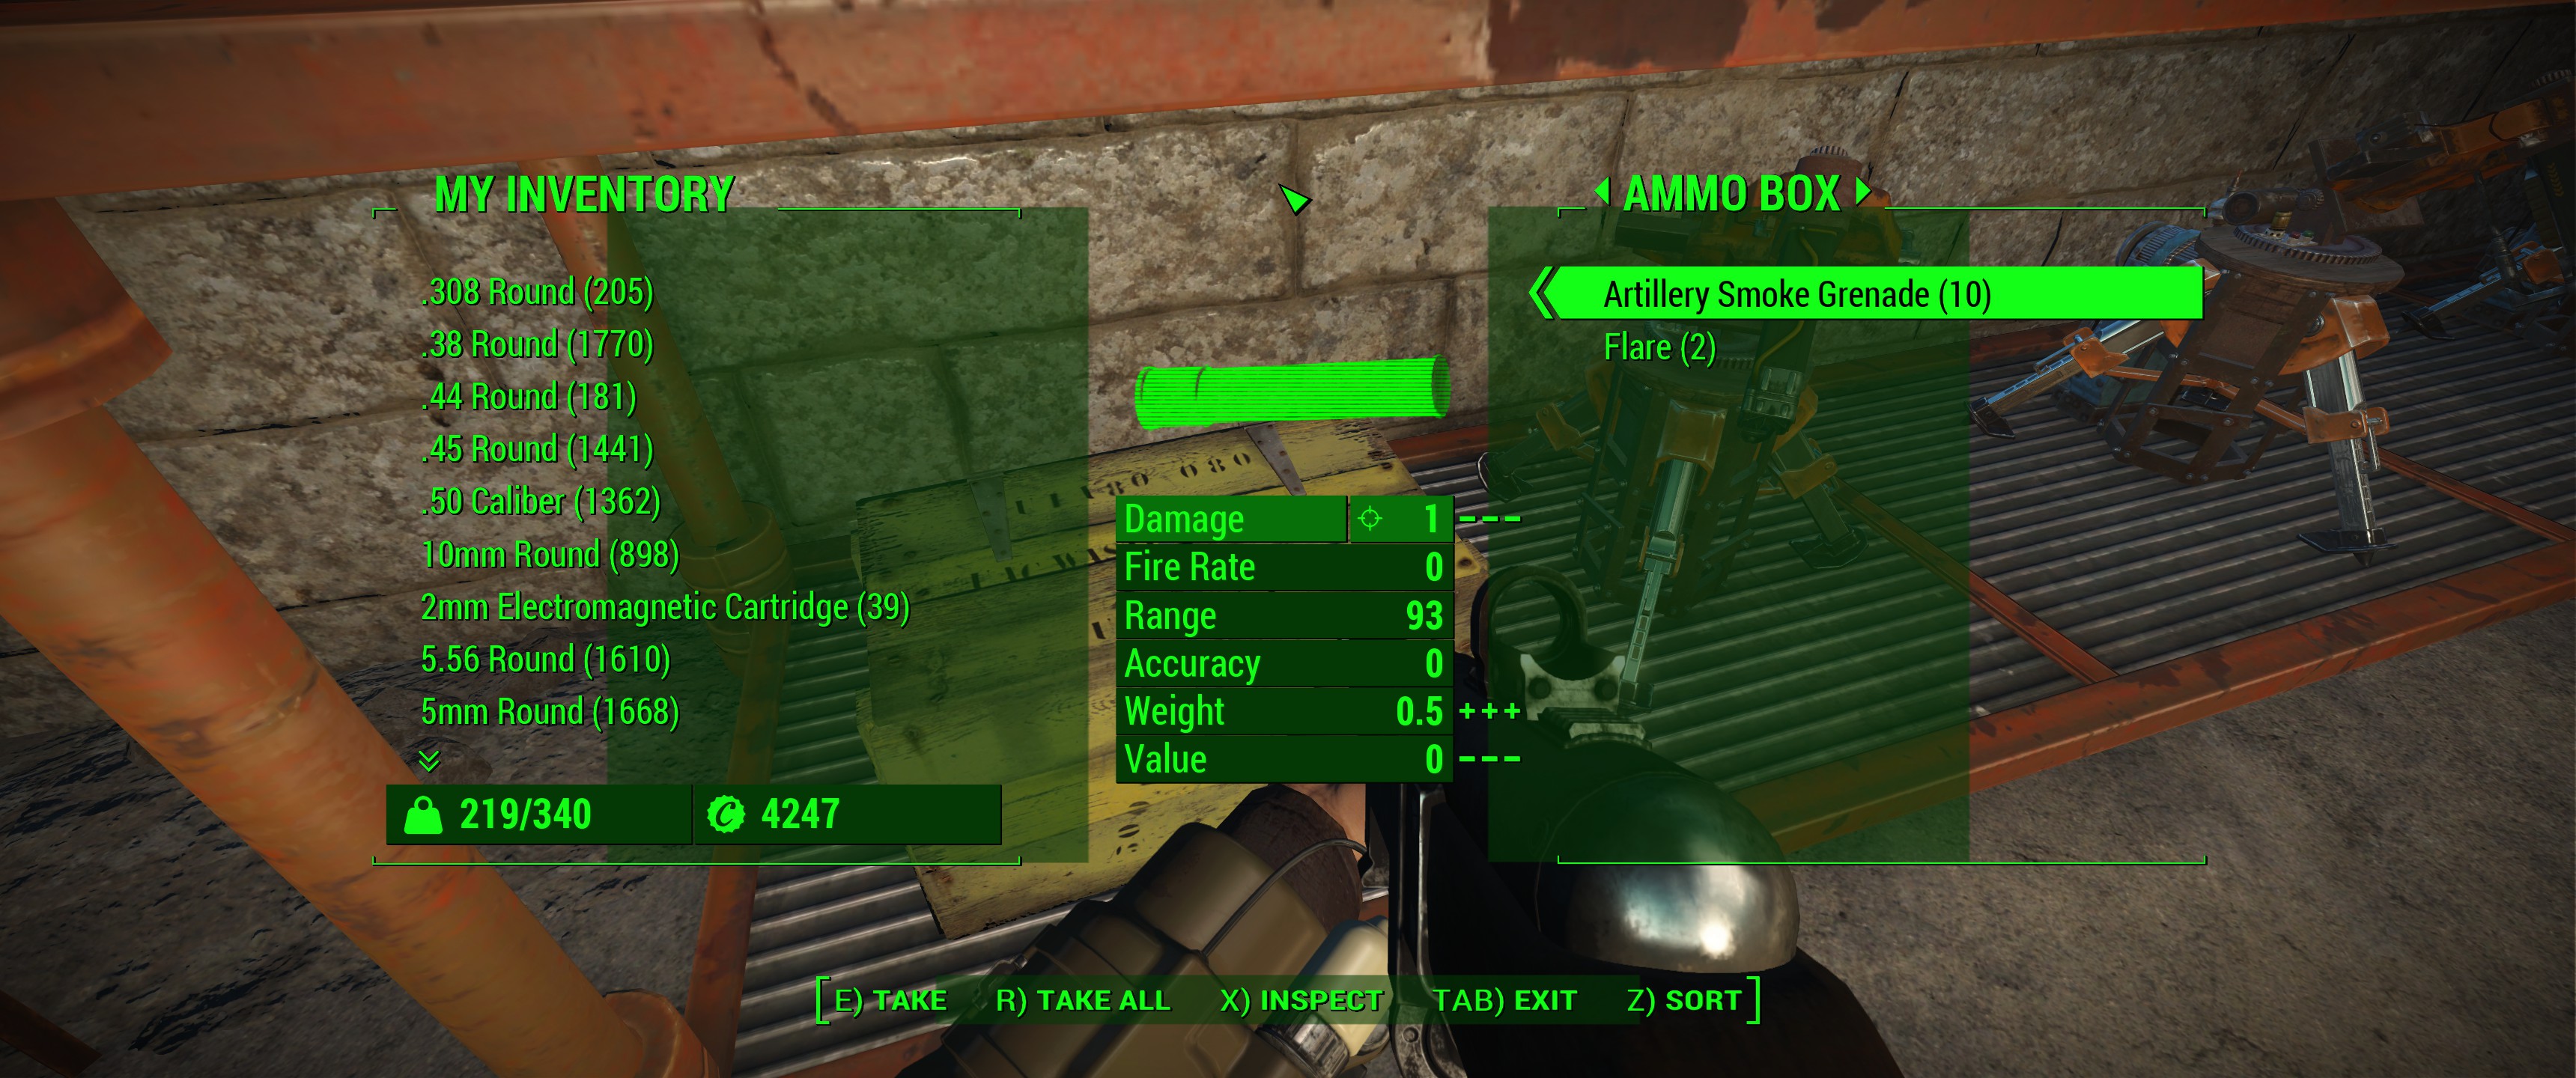 MY INVENTORY
.308 Round (205)
.38 Round (1770)
.44 Round (181)
.45 Round (1441)
.50 Caliber (1362)
10mm Round (898)
2mm Electromagnetic Cartridge (39)
5.56 Round (1610)
5mm Round (1668)
219/340
4247
Damage 1 ---
Fire Rate 0
Range 93
Accuracy 0
Weight 0.5 +++
Value 0 ---
AMMO BOX
Artillery Smoke Grenade (10)
Flare (2)
E) TAKE R) TAKE ALL X) INSPECT TAB) EXIT Z) SORT